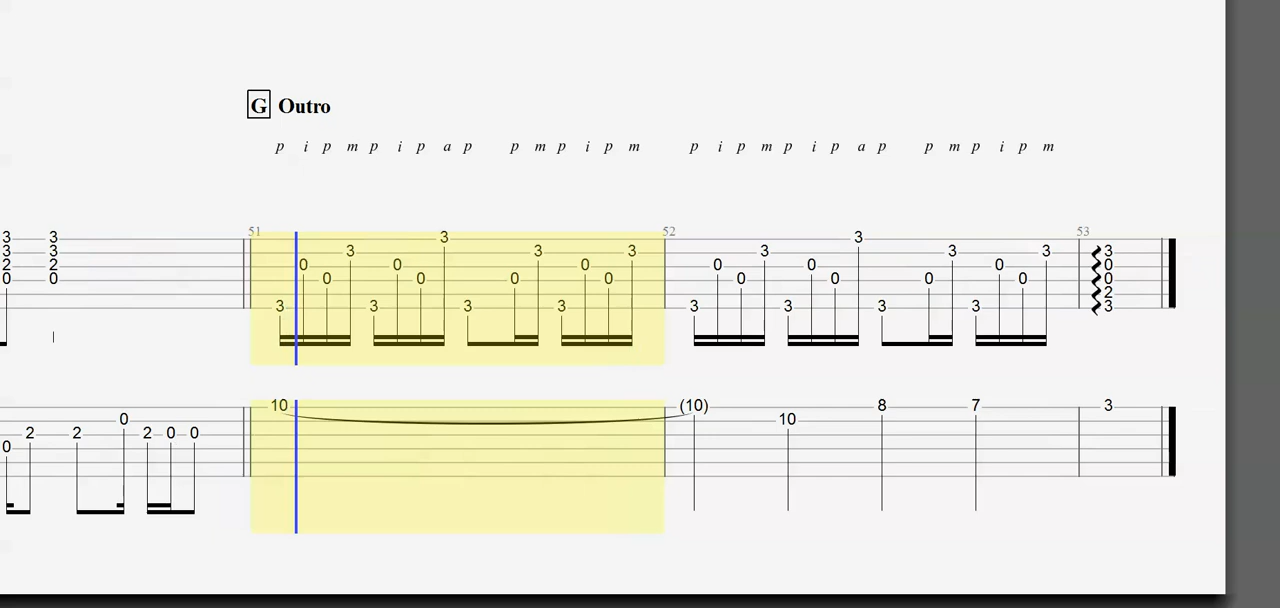 G Outro
p i p m p i p a p p m p i p m p i p m p i p a p p m p i p m
51 52 53
3 3 3 3 3
3 3 3 3 3 3 3 3
2 2 0 0 0 0 0 0 0
0 0 0 0 0 0 0 0 0 0 0
2
3 3 3 3 3 3 3 3 3
10 (10) 8 7 3
0 10
2 2 2 0 0
0